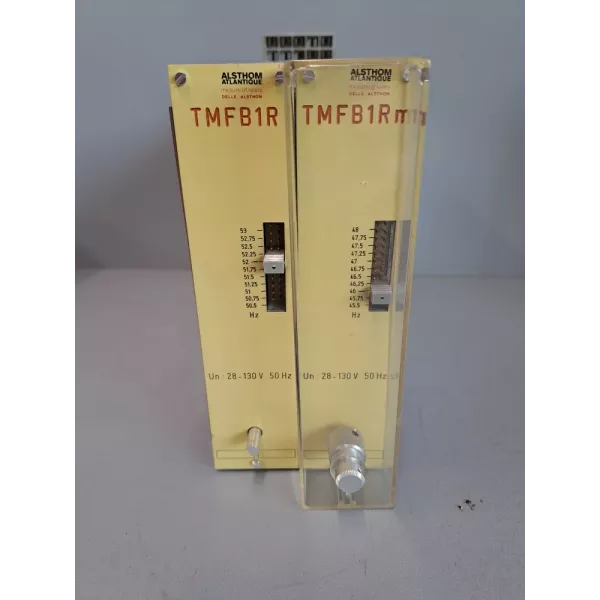 ALSTHOM
ATLANTIQUE
DELLE ALSTHOM
TMFB1R
53
52,75
52,5
52,25
52
51,75
51,5
51,25
51
50,75
50,5
Hz
Un : 28-130 V 50 Hz
ALSTHOM
ATLANTIQUE
DELLE ALSTHOM
TMFB1R
48
47,75
47,5
47,25
47
46,75
46,5
46,25
46
45,75
45,5
Hz
Un : 28-130 V 50 Hz